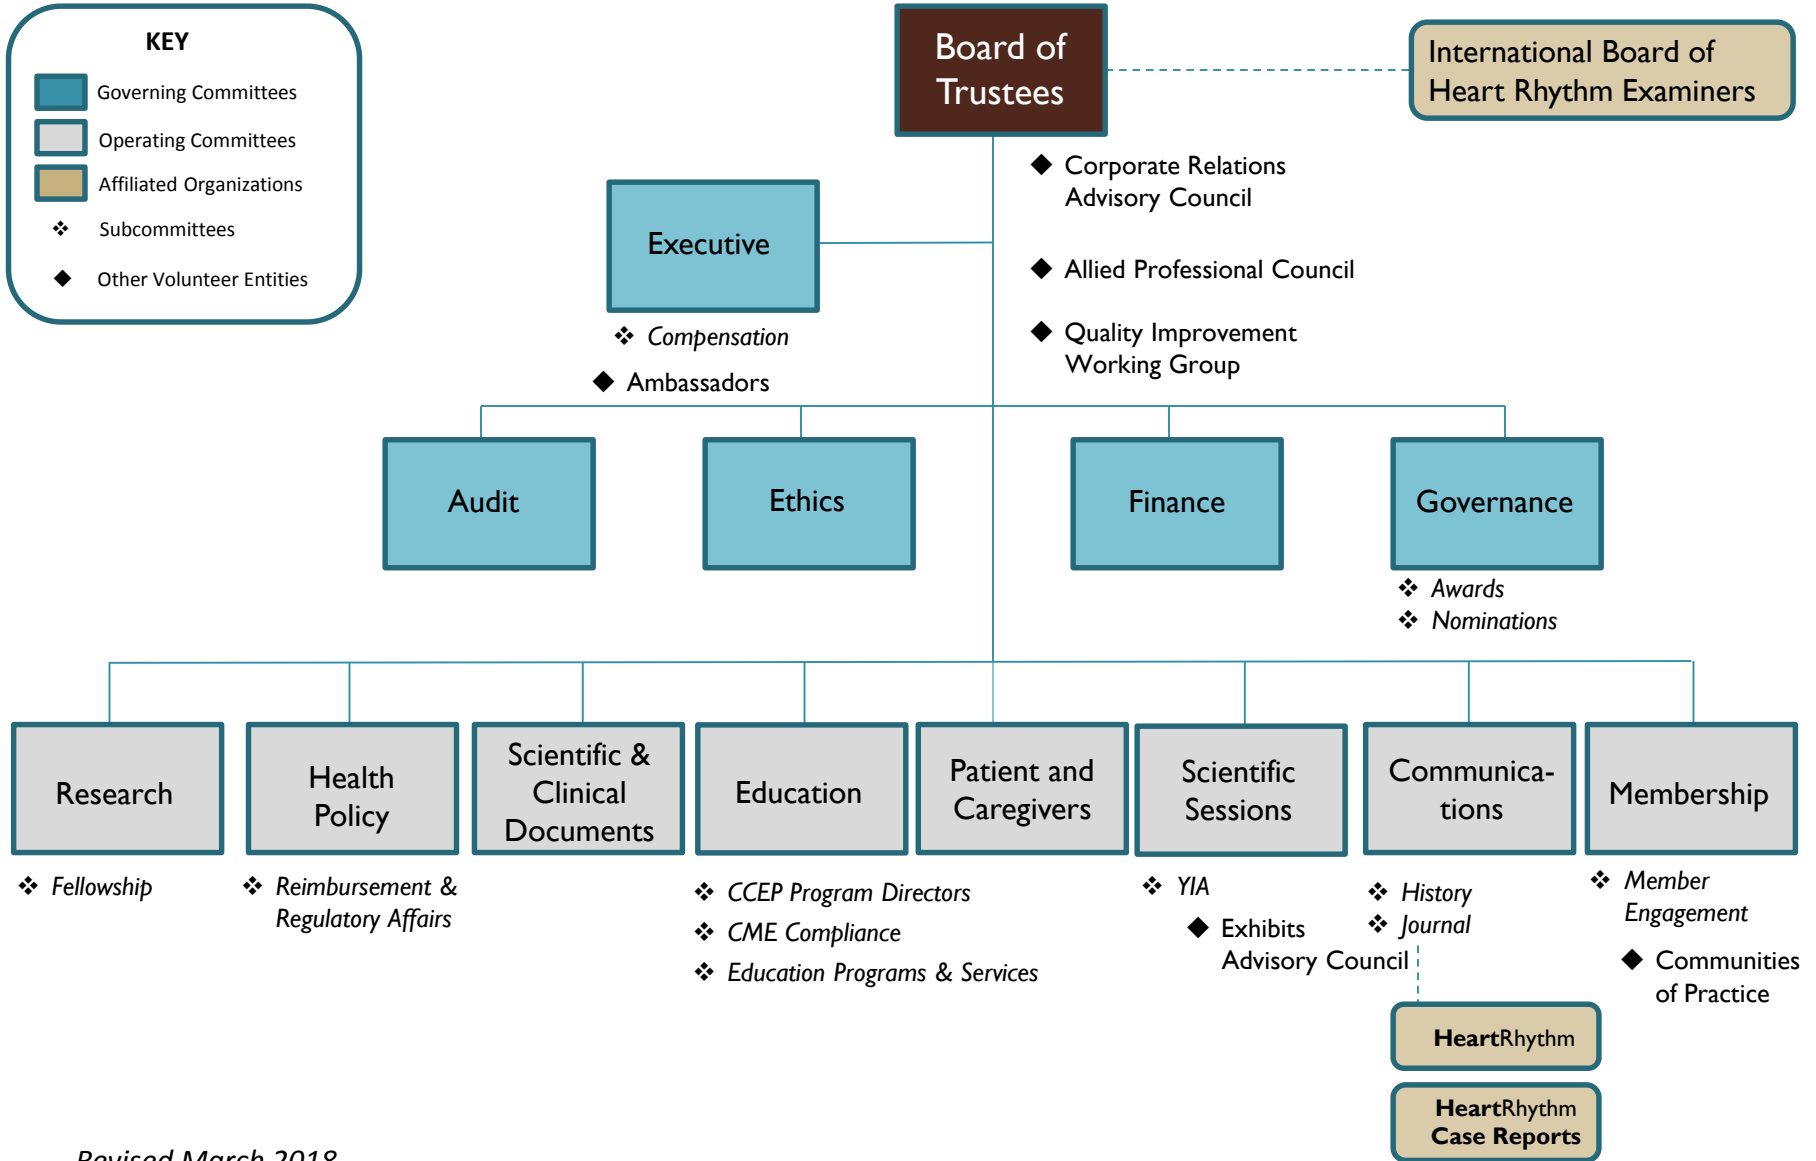 KEY
Governing Committees
Operating Committees
Affiliated Organizations
❖ Subcommittees
◆ Other Volunteer Entities
Board of
Trustees
International Board of
Heart Rhythm Examiners
◆ Corporate Relations
Advisory Council
◆ Allied Professional Council
◆ Quality Improvement
Working Group
Executive
❖ Compensation
◆ Ambassadors
Audit
Ethics
Finance
Governance
❖ Awards
❖ Nominations
Research
❖ Fellowship
Health
Policy
❖ Reimbursement &
Regulatory Affairs
Scientific &
Clinical
Documents
Education
❖ CCEP Program Directors
❖ CME Compliance
❖ Education Programs & Services
Patient and
Caregivers
Scientific
Sessions
❖ YIA
◆ Exhibits
Advisory Council
Communica-
tions
❖ History
❖ Journal
HeartRhythm
HeartRhythm
Case Reports
Membership
❖ Member
Engagement
◆ Communities
of Practice
Revised March 2018